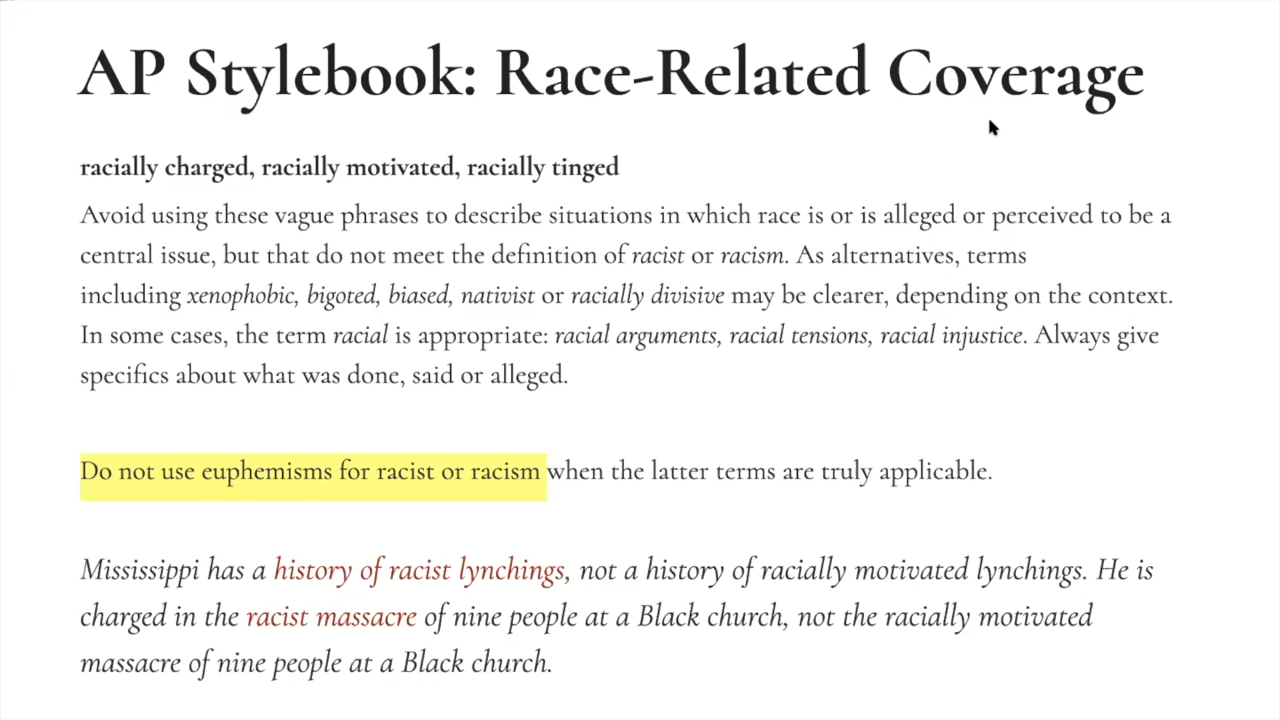 AP Stylebook: Race-Related Coverage
racially charged, racially motivated, racially tinged
Avoid using these vague phrases to describe situations in which race is or is alleged or perceived to be a
central issue, but that do not meet the definition of racist or racism. As alternatives, terms
including xenophobic, bigoted, biased, nativist or racially divisive may be clearer, depending on the context.
In some cases, the term racial is appropriate: racial arguments, racial tensions, racial injustice. Always give
specifics about what was done, said or alleged.
Do not use euphemisms for racist or racism when the latter terms are truly applicable.
Mississippi has a history of racist lynchings, not a history of racially motivated lynchings. He is
charged in the racist massacre of nine people at a Black church, not the racially motivated
massacre of nine people at a Black church.